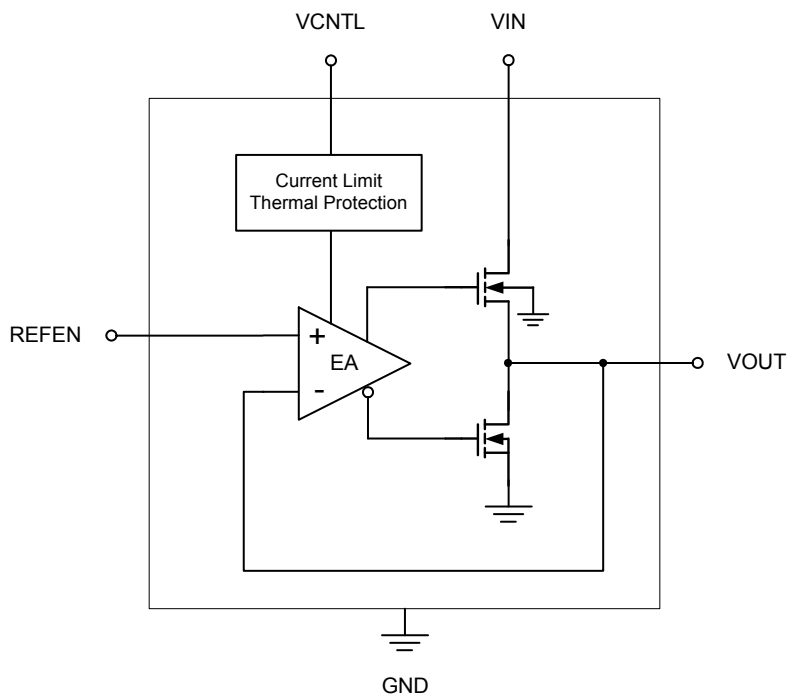 VCNTL
VIN
Current Limit
Thermal Protection
REFEN
+
EA
-
VOUT
GND